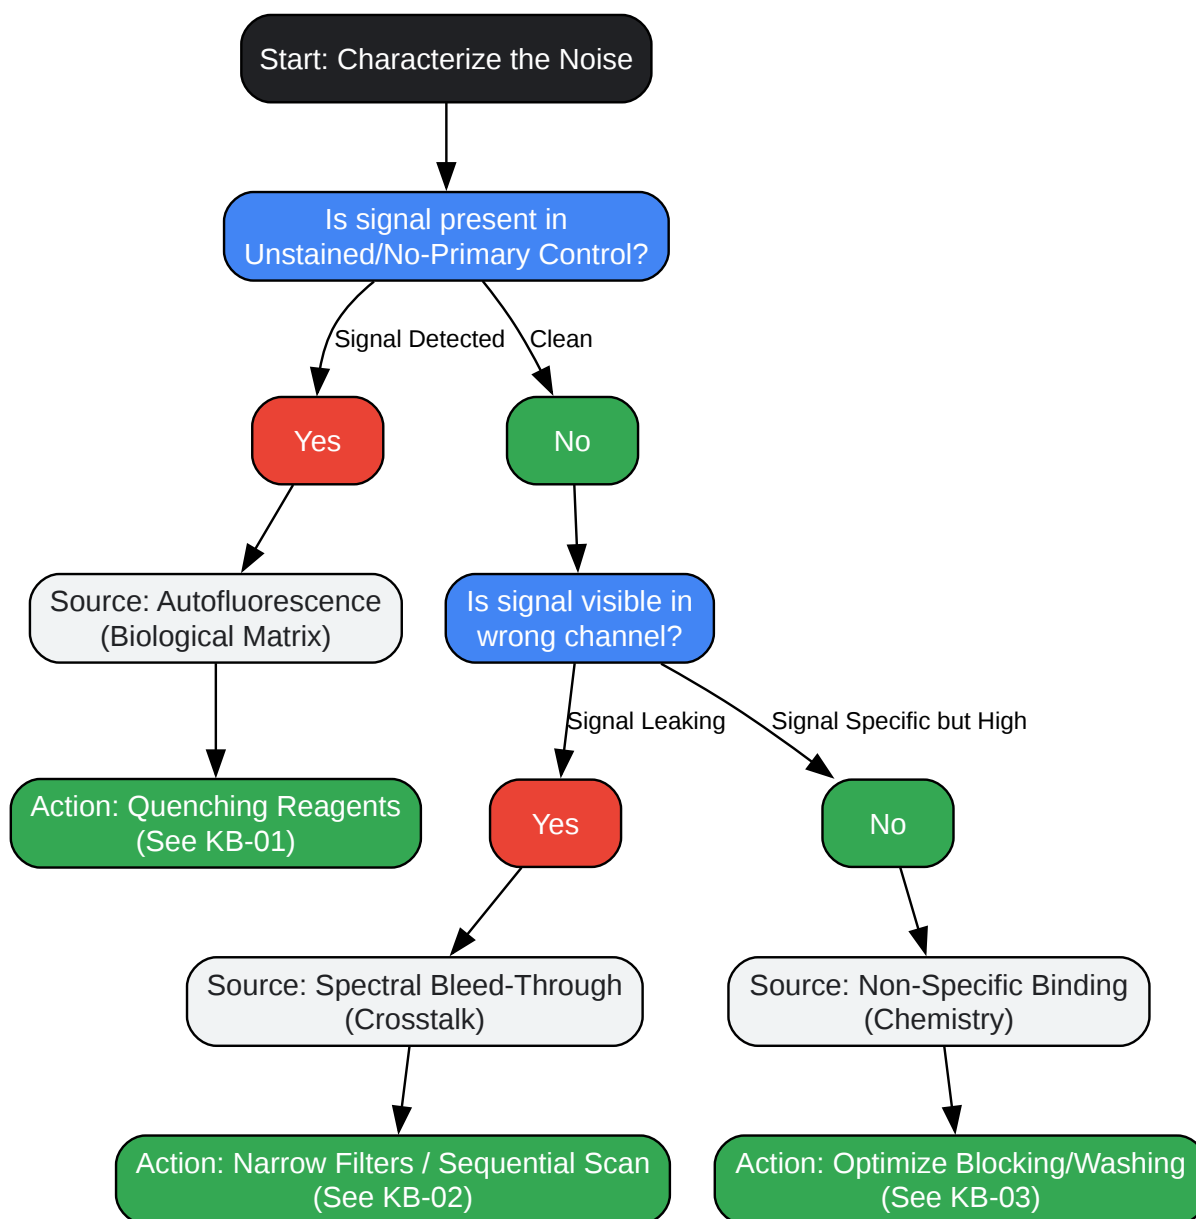 Start: Characterize the Noise
Is signal present in
Unstained/No-Primary Control?
Signal Detected
Clean
Yes
No
Source: Autofluorescence
(Biological Matrix)
Is signal visible in
wrong channel?
Signal Leaking
Signal Specific but High
Action: Quenching Reagents
(See KB-01)
Yes
No
Source: Spectral Bleed-Through
(Crosstalk)
Source: Non-Specific Binding
(Chemistry)
Action: Narrow Filters / Sequential Scan
(See KB-02)
Action: Optimize Blocking/Washing
(See KB-03)